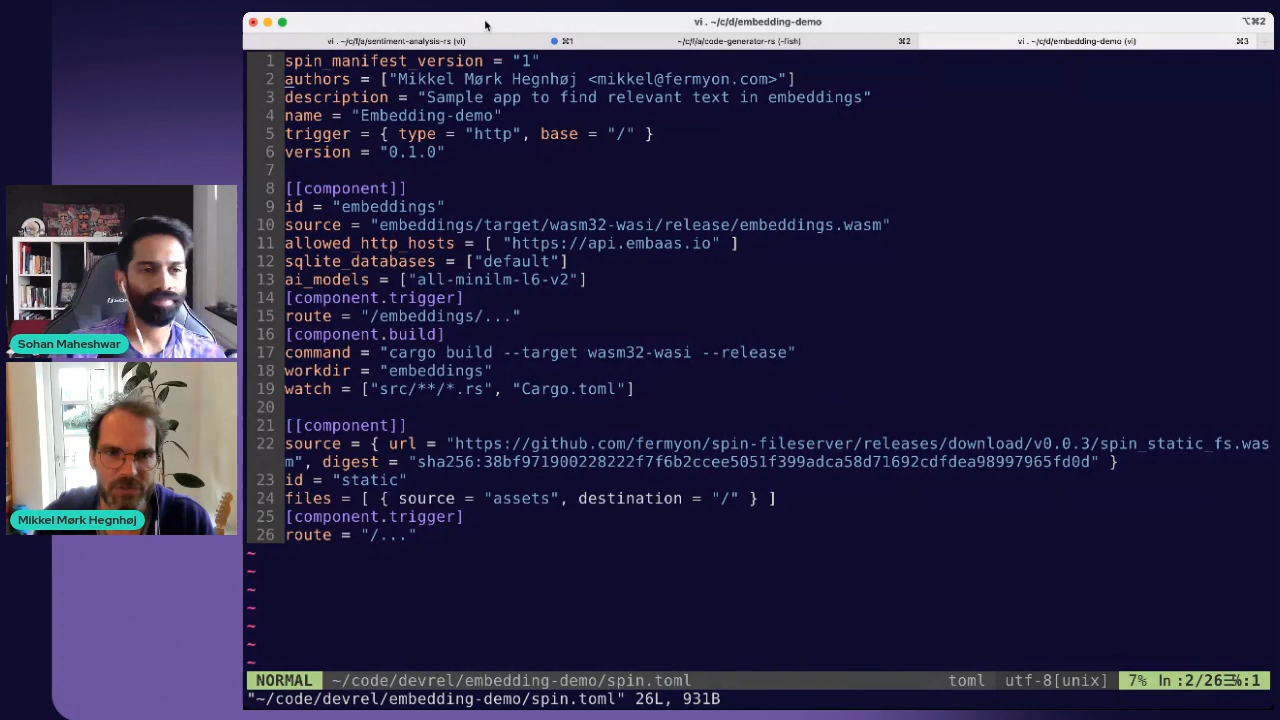 vi . ~/c/d/embedding-demo
⌥⌘2
vi . ~/c/f/a/sentiment-analysis-rs (vi)
⌘1
~/c/f/a/code-generator-rs (-fish)
⌘2
vi . ~/c/d/embedding-demo (vi)
⌘3
1 spin_manifest_version = "1"
2 authors = ["Mikkel Mørk Hegnhøj <mikkel@fermyon.com>"]
3 description = "Sample app to find relevant text in embeddings"
4 name = "Embedding-demo"
5 trigger = { type = "http", base = "/" }
6 version = "0.1.0"
7
8 [[component]]
9 id = "embeddings"
10 source = "embeddings/target/wasm32-wasi/release/embeddings.wasm"
11 allowed_http_hosts = [ "https://api.embaas.io" ]
12 sqlite_databases = ["default"]
13 ai_models = ["all-minilm-l6-v2"]
14 [component.trigger]
15 route = "/embeddings/..."
16 [component.build]
17 command = "cargo build --target wasm32-wasi --release"
18 workdir = "embeddings"
19 watch = ["src/**/*.rs", "Cargo.toml"]
20
21 [[component]]
22 source = { url = "https://github.com/fermyon/spin-fileserver/releases/download/v0.0.3/spin_static_fs.was
m", digest = "sha256:38bf971900228222f7f6b2ccee5051f399adca58d71692cdfdea98997965fd0d" }
23 id = "static"
24 files = [ { source = "assets", destination = "/" } ]
25 [component.trigger]
26 route = "/..."
~
~
~
~
~
~
~
NORMAL ~/code/devrel/embedding-demo/spin.toml toml utf-8[unix] 7% ln :2/26☰℅:1
"~/code/devrel/embedding-demo/spin.toml" 26L, 931B
Sohan Maheshwar
Mikkel Mørk Hegnhøj